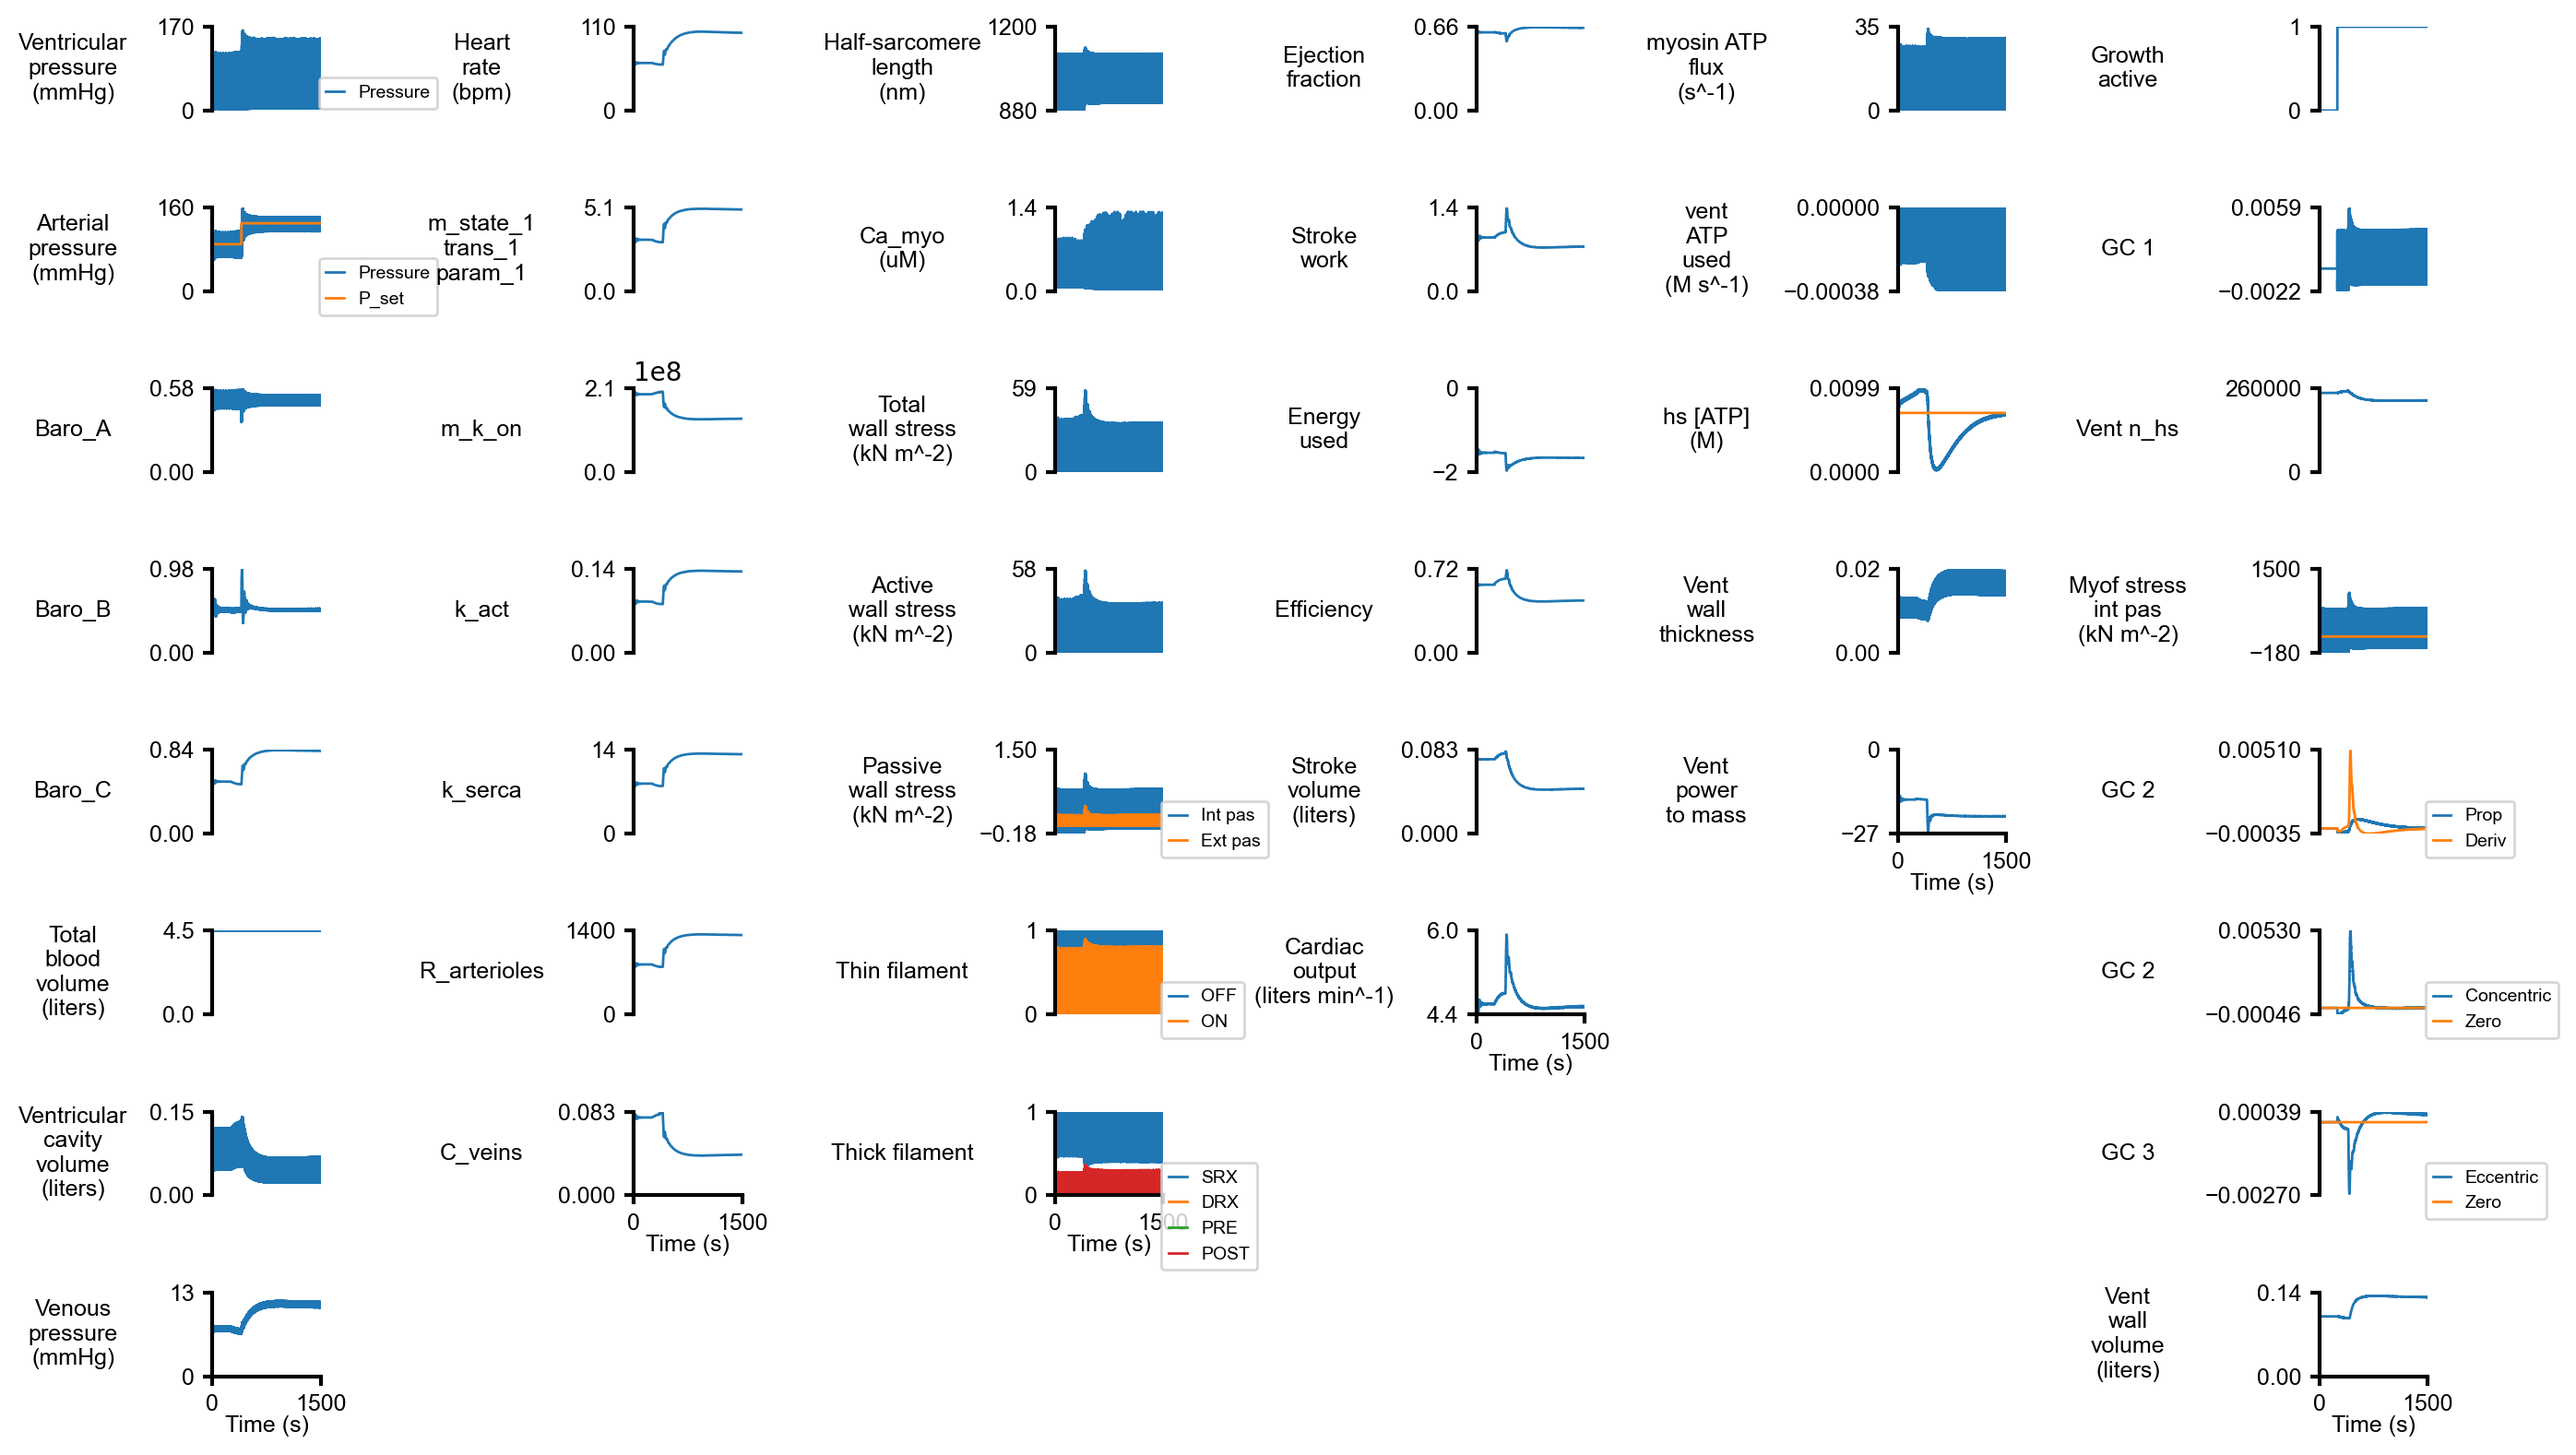 Ventricular
pressure
(mmHg)
170
0
Pressure
Heart
rate
(bpm)
110
0
Half-sarcomere
length
(nm)
1200
880
Ejection
fraction
0.66
0.00
myosin ATP
flux
(s^-1)
35
0
Growth
active
1
0
Arterial
pressure
(mmHg)
160
0
Pressure
P_set
m_state_1
trans_1
param_1
5.1
0.0
Ca_myo
(uM)
1.4
0.0
Stroke
work
1.4
0.0
vent
ATP
used
(M s^-1)
0.00000
−0.00038
GC 1
0.0059
−0.0022
Baro_A
0.58
0.00
m_k_on
1e8
2.1
0.0
Total
wall stress
(kN m^-2)
59
0
Energy
used
0
−2
hs [ATP]
(M)
0.0099
0.0000
Vent n_hs
260000
0
Baro_B
0.98
0.00
k_act
0.14
0.00
Active
wall stress
(kN m^-2)
58
0
Efficiency
0.72
0.00
Vent
wall
thickness
0.02
0.00
Myof stress
int pas
(kN m^-2)
1500
−180
Baro_C
0.84
0.00
k_serca
14
0
Passive
wall stress
(kN m^-2)
1.50
−0.18
Int pas
Ext pas
Stroke
volume
(liters)
0.083
0.000
Vent
power
to mass
0
−27
0 1500
Time (s)
GC 2
0.00510
−0.00035
Prop
Deriv
Total
blood
volume
(liters)
4.5
0.0
R_arterioles
1400
0
Thin filament
1
0
OFF
ON
Cardiac
output
(liters min^-1)
6.0
4.4
0 1500
Time (s)
GC 2
0.00530
−0.00046
Concentric
Zero
Ventricular
cavity
volume
(liters)
0.15
0.00
C_veins
0.083
0.000
0 1500
Time (s)
Thick filament
1
0
0 1500
Time (s)
SRX
DRX
PRE
POST
GC 3
0.00039
−0.00270
Eccentric
Zero
Venous
pressure
(mmHg)
13
0
0 1500
Time (s)
Vent
wall
volume
(liters)
0.14
0.00
0 1500
Time (s)